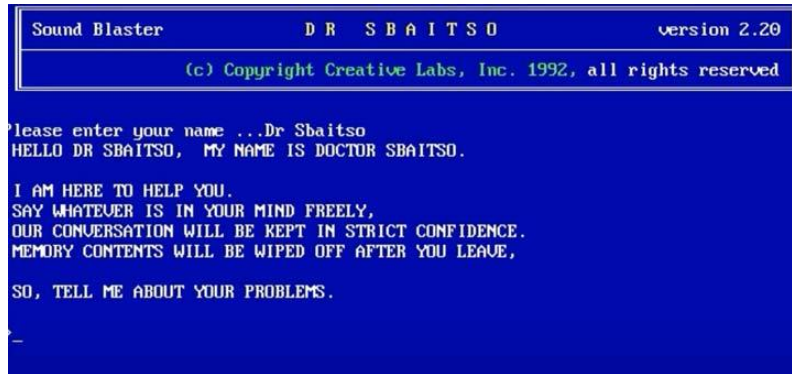 Sound Blaster D R S B A I T S O version 2.20
(c) Copyright Creative Labs, Inc. 1992, all rights reserved
Please enter your name ...Dr Sbaitso
HELLO DR SBAITSO, MY NAME IS DOCTOR SBAITSO.
I AM HERE TO HELP YOU.
SAY WHATEVER IS IN YOUR MIND FREELY,
OUR CONVERSATION WILL BE KEPT IN STRICT CONFIDENCE.
MEMORY CONTENTS WILL BE WIPED OFF AFTER YOU LEAVE,
SO, TELL ME ABOUT YOUR PROBLEMS.
>_